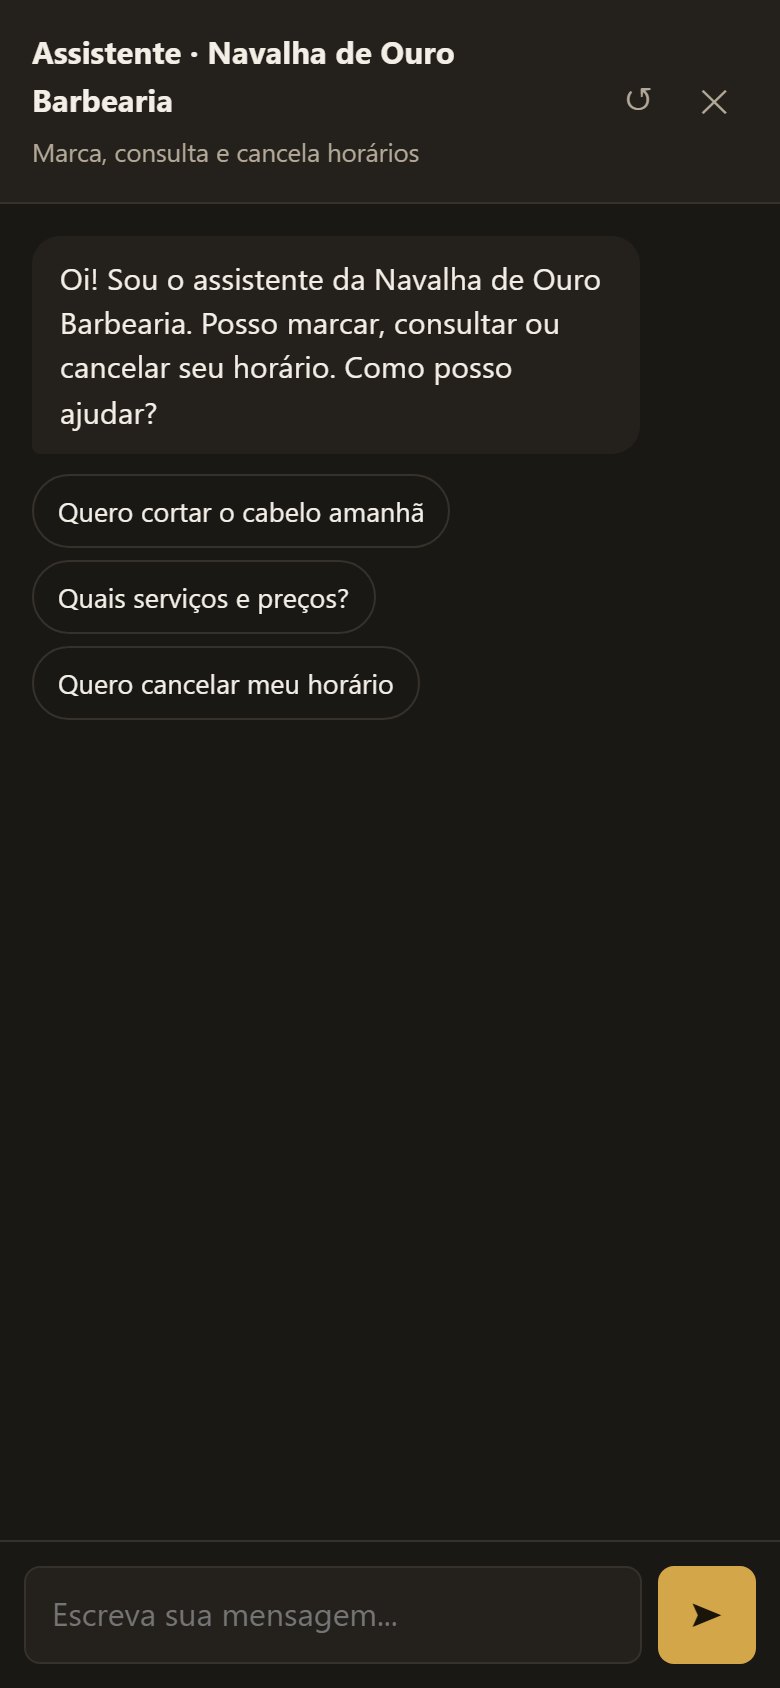 Assistente · Navalha de Ouro
Barbearia
Marca, consulta e cancela horários
Oi! Sou o assistente da Navalha de Ouro
Barbearia. Posso marcar, consultar ou
cancelar seu horário. Como posso
ajudar?
Quero cortar o cabelo amanhã
Quais serviços e preços?
Quero cancelar meu horário
Escreva sua mensagem...